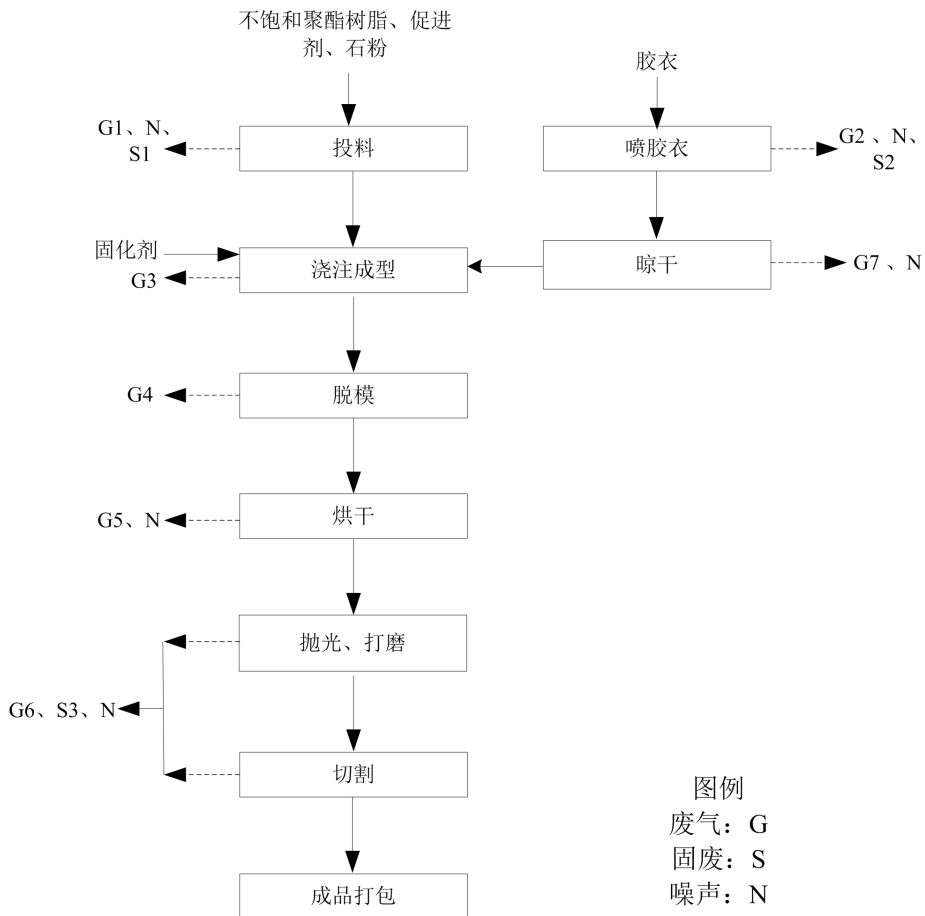 不饱和聚酯树脂、促进
剂、石粉
胶衣
G1、N、
S1
投料
喷胶衣
G2 、N、
S2
固化剂
G3
浇注成型
晾干
G7 、N
G4
脱模
G5、N
烘干
抛光、打磨
G6、S3、N
切割
成品打包
图例
废气：G
固废：S
噪声：N